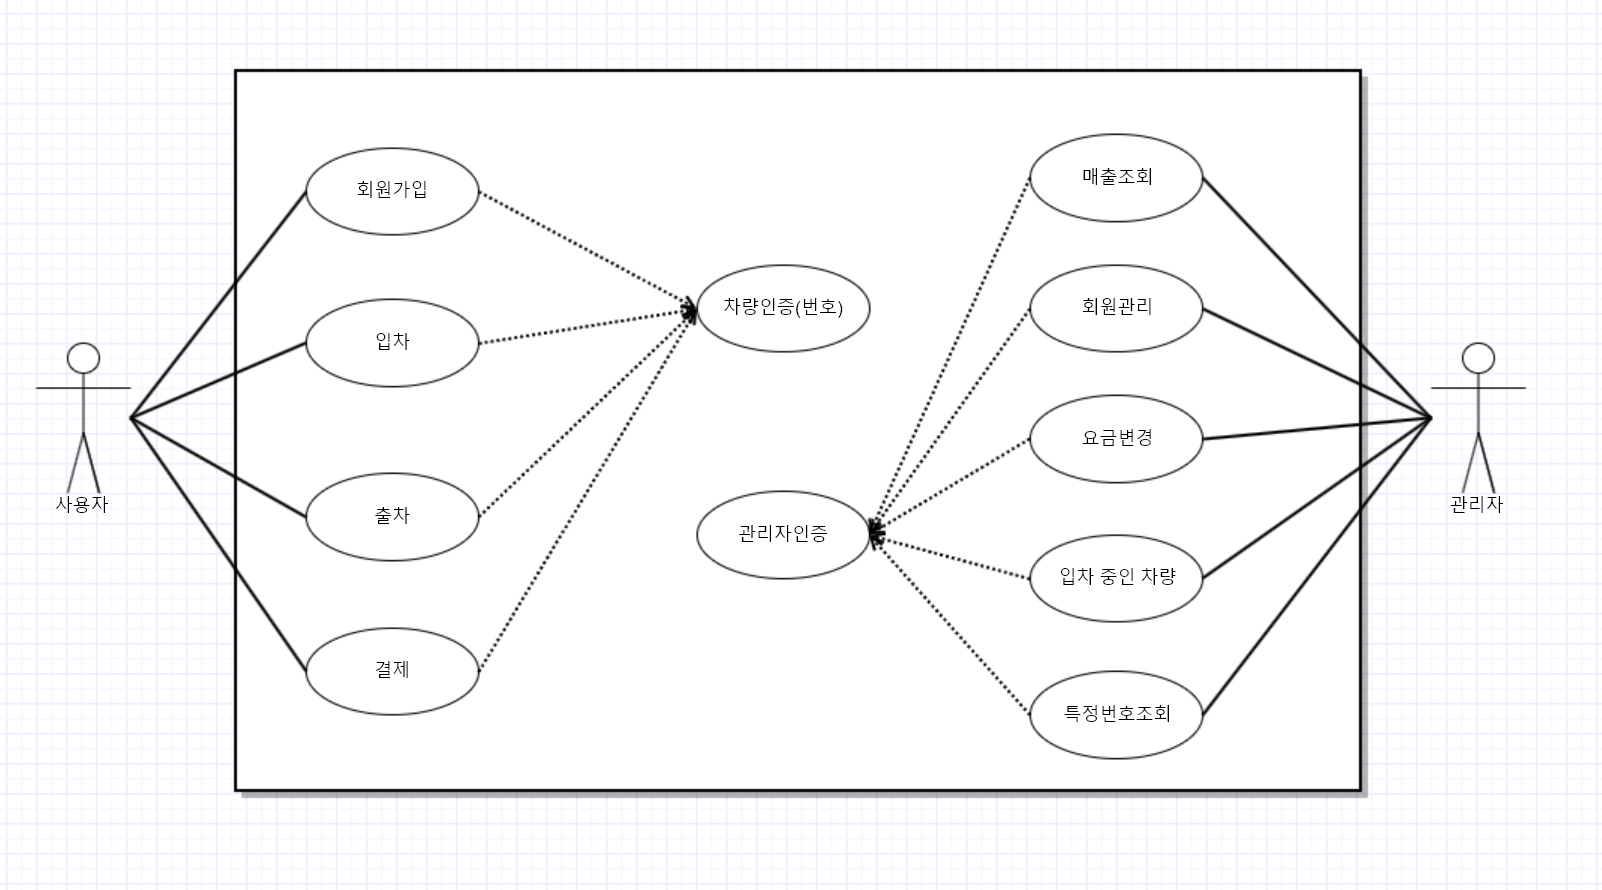 사용자
회원가입
입차
출차
결제
차량인증(번호)
관리자인증
매출조회
회원관리
요금변경
입차 중인 차량
특정번호조회
관리자